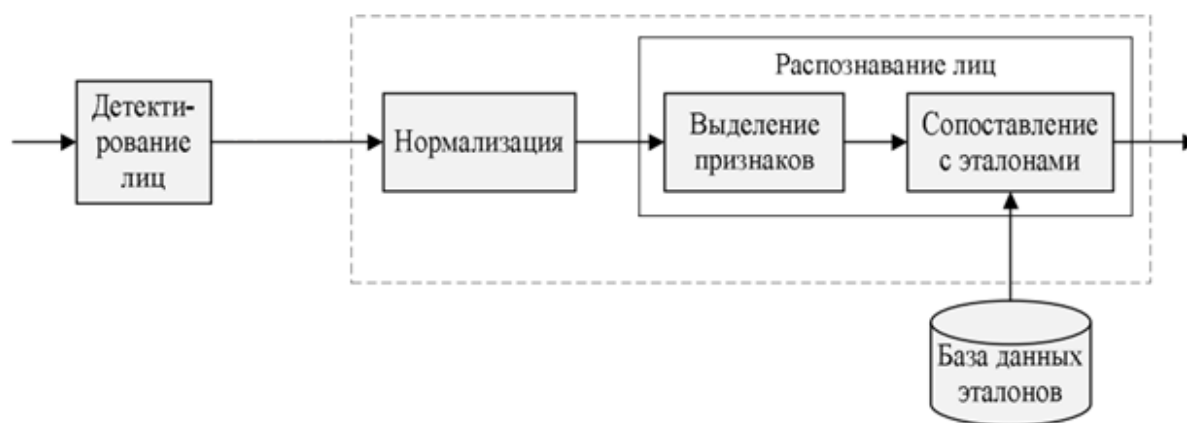 Распознавание лиц
Детекти-
рование
лиц
Нормализация
Выделение
признаков
Сопоставление
с эталонами
База данных
эталонов